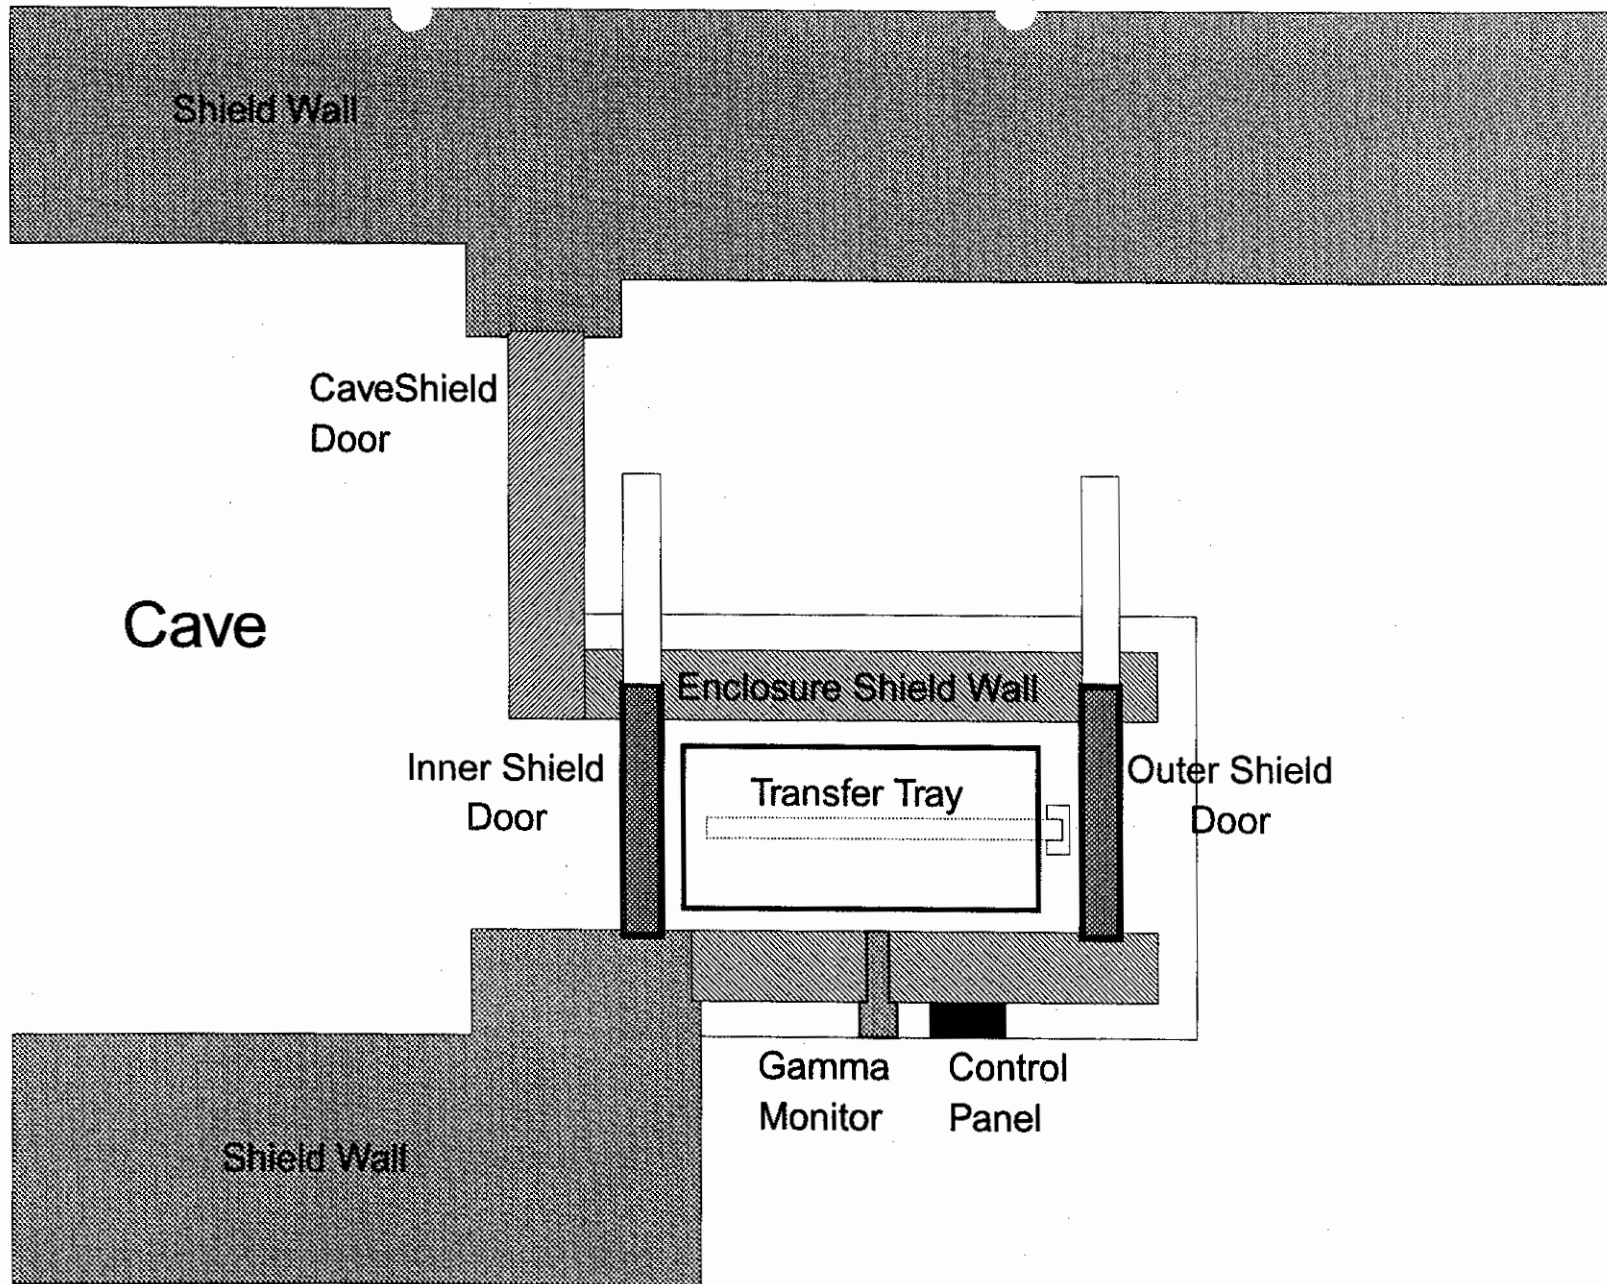 Shield Wall
CaveShield
Door
Cave
Enclosure Shield Wall
Inner Shield
Door
Transfer Tray
Outer Shield
Door
Gamma
Monitor
Control
Panel
Shield Wall